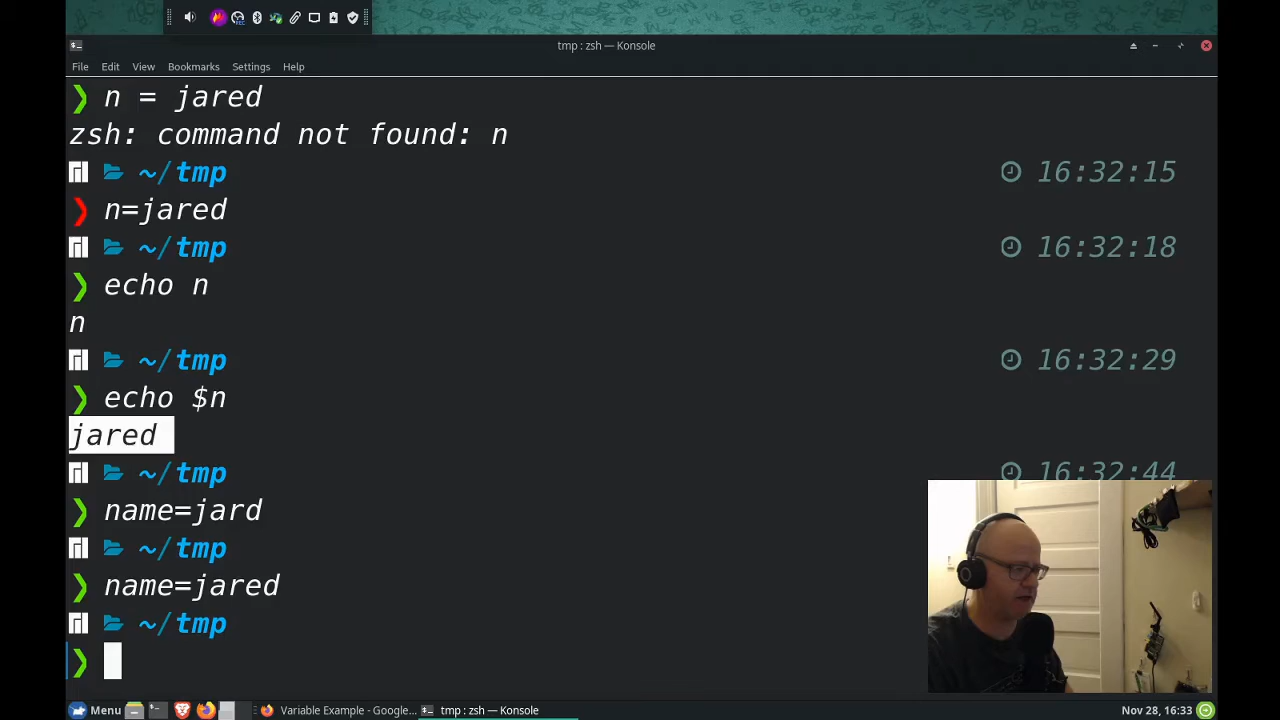 tmp : zsh — Konsole
File Edit View Bookmarks Settings Help
❯ n = jared
zsh: command not found: n
~/tmp 16:32:15
❯ n=jared
~/tmp 16:32:18
❯ echo n
n
~/tmp 16:32:29
❯ echo $n
jared
~/tmp 16:32:44
❯ name=jard
~/tmp
❯ name=jared
~/tmp
❯
Menu Variable Example - Google... tmp : zsh — Konsole Nov 28, 16:33